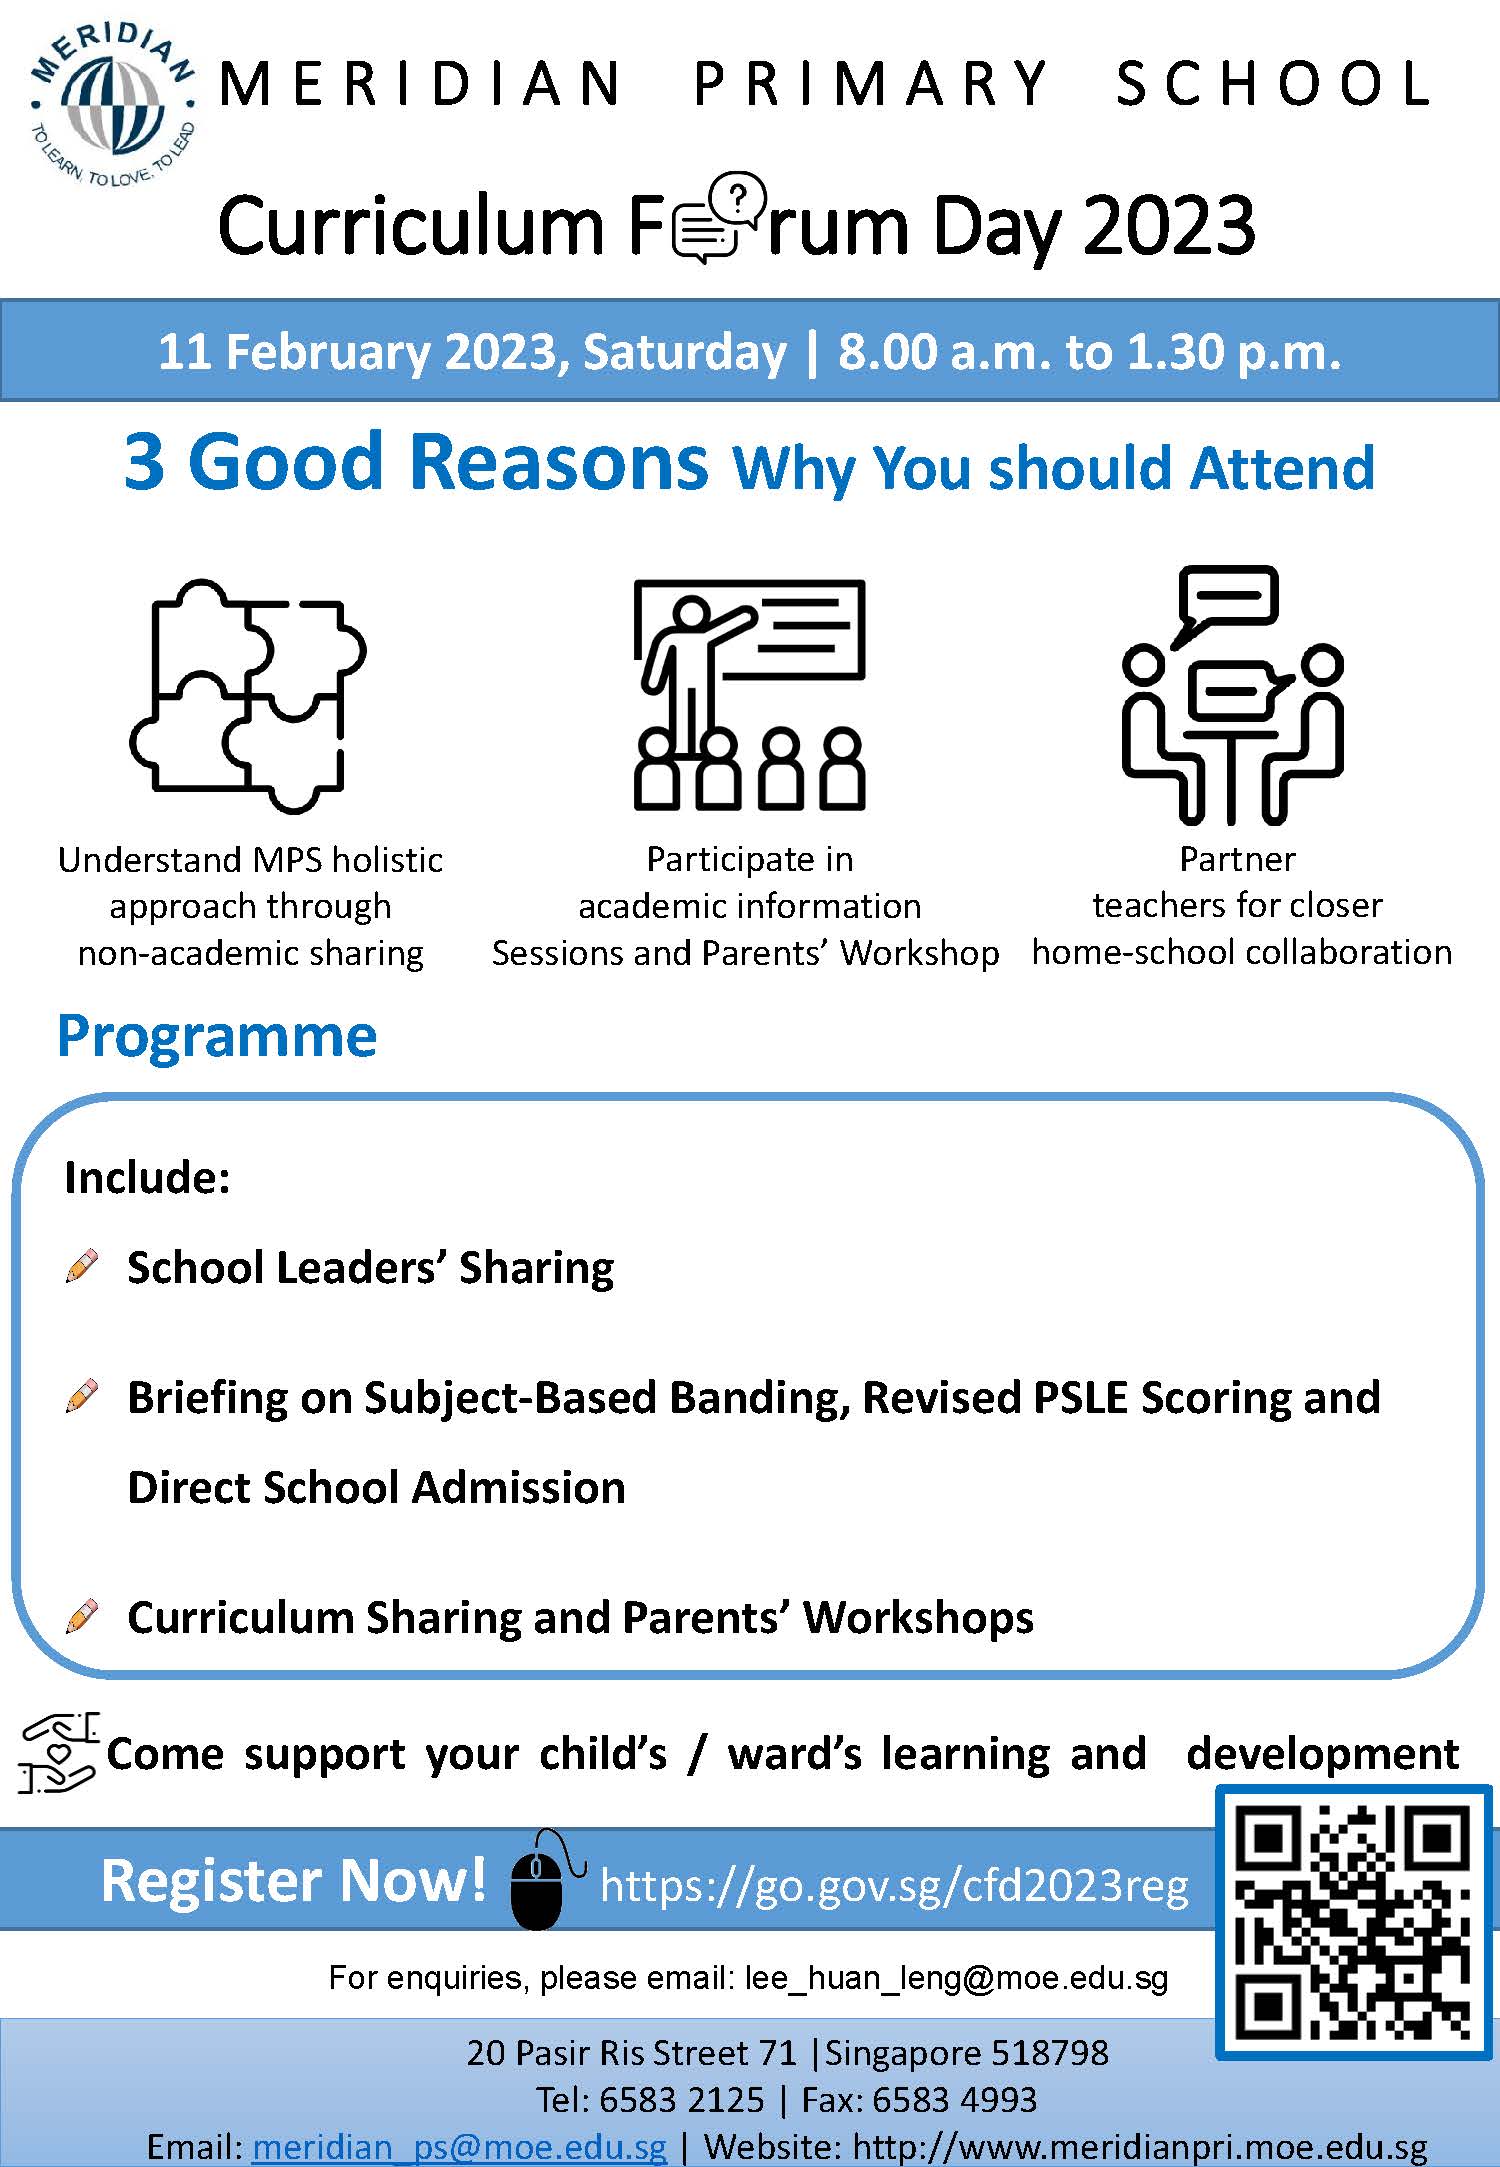 MERIDIAN
TO LEARN, TO LOVE, TO LEAD
MERIDIAN PRIMARY SCHOOL
Curriculum F rum Day 2023
?
11 February 2023, Saturday | 8.00 a.m. to 1.30 p.m.
3 Good Reasons Why You should Attend
Understand MPS holistic
approach through
non-academic sharing
Participate in
academic information
Sessions and Parents’ Workshop
Partner
teachers for closer
home-school collaboration
Programme
Include:
School Leaders’ Sharing
Briefing on Subject-Based Banding, Revised PSLE Scoring and
Direct School Admission
Curriculum Sharing and Parents’ Workshops
Come support your child’s / ward’s learning and development
Register Now! https://go.gov.sg/cfd2023reg
For enquiries, please email: lee_huan_leng@moe.edu.sg
20 Pasir Ris Street 71 |Singapore 518798
Tel: 6583 2125 | Fax: 6583 4993
Email: meridian_ps@moe.edu.sg | Website: http://www.meridianpri.moe.edu.sg